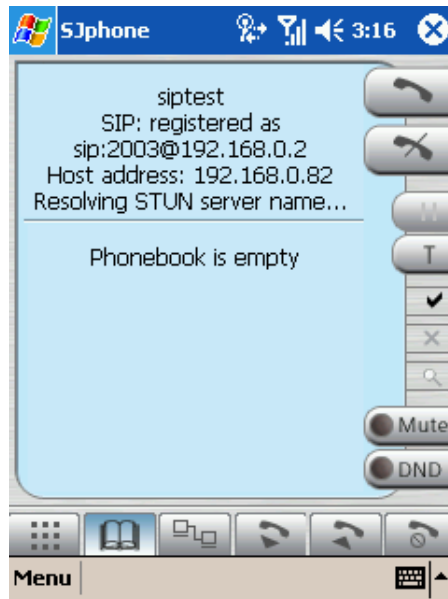 SJphone 3:16
siptest
SIP: registered as
sip:2003@192.168.0.2
Host address: 192.168.0.82
Resolving STUN server name...
Phonebook is empty
H
T
Mute
DND
Menu